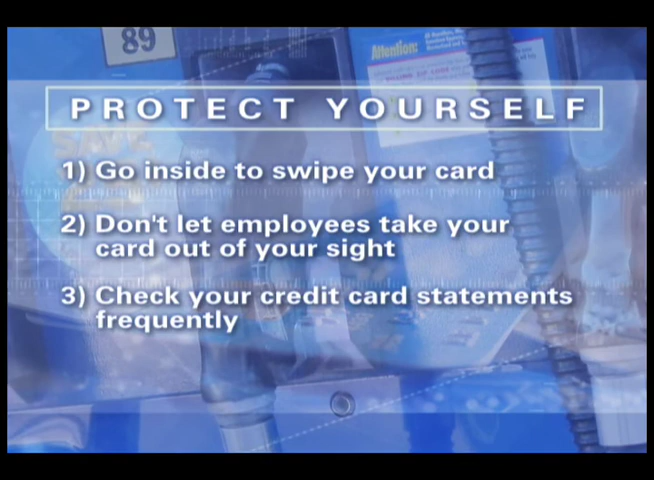 89
Attention:
PROTECT YOURSELF
1) Go inside to swipe your card
2) Don't let employees take your
card out of your sight
3) Check your credit card statements
frequently